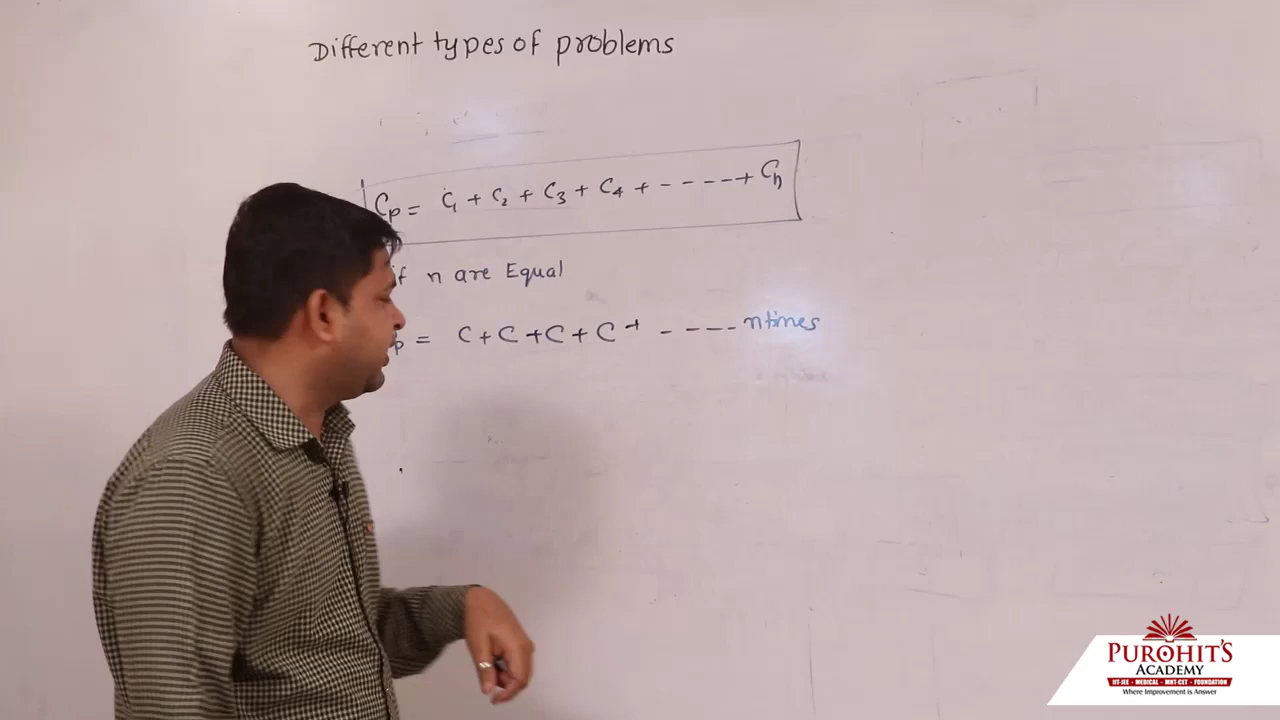 Different types of problems
Cp = C1 + C2 + C3 + C4 + - - - - + Cn
if n are Equal
p = C + C + C + C + - - - - n times
PUROHIT'S
ACADEMY
IIT-JEE - MEDICAL - MHT-CET - FOUNDATION
Where Improvement is Answer